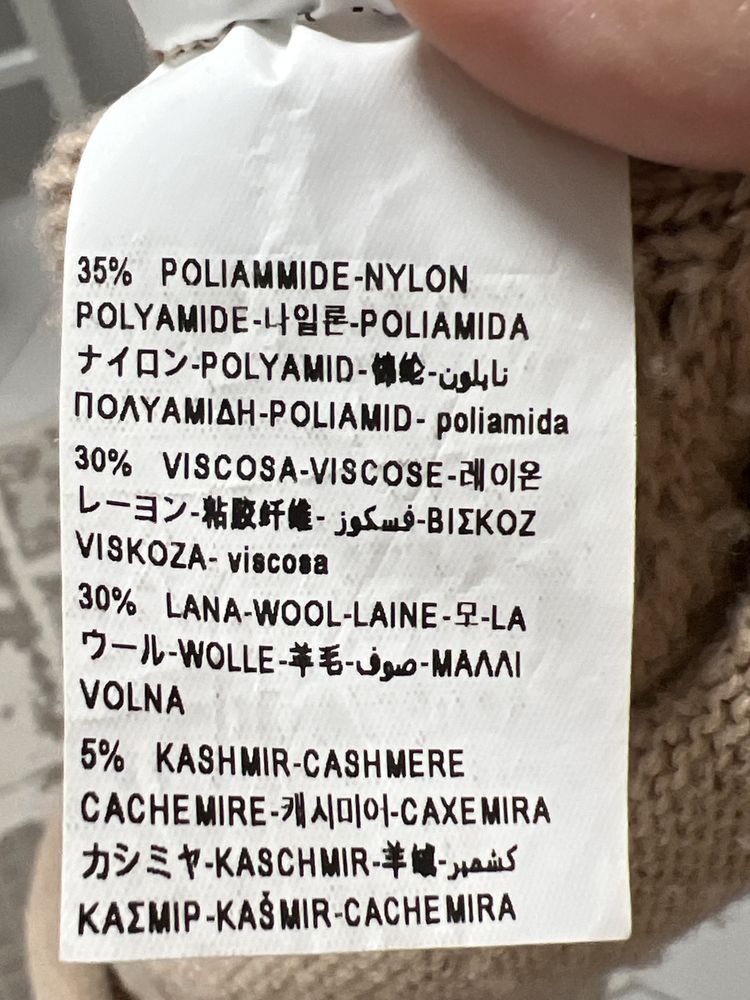 35% POLIAMMIDE-NYLON
POLYAMIDE-나일론-POLIAMIDA
ナイロン-POLYAMID-锦纶-نايلون
ΠΟΛΥΑΜΙΔΗ-POLIAMID- poliamida
30% VISCOSA-VISCOSE-레이온
レーヨン-粘胶纤维- فسكوز-ΒΙΣΚΟΖ
VISKOZA- viscosa
30% LANA-WOOL-LAINE-모-LA
ウール-WOLLE-羊毛-صوف-ΜΑΛΛΙ
VOLNA
5% KASHMIR-CASHMERE
CACHEMIRE-캐시미어-CAXEMIRA
カシミヤ-KASCHMIR-羊绒-كشمير
ΚΑΣΜΙΡ-KAŠMIR-CACHEMIRA